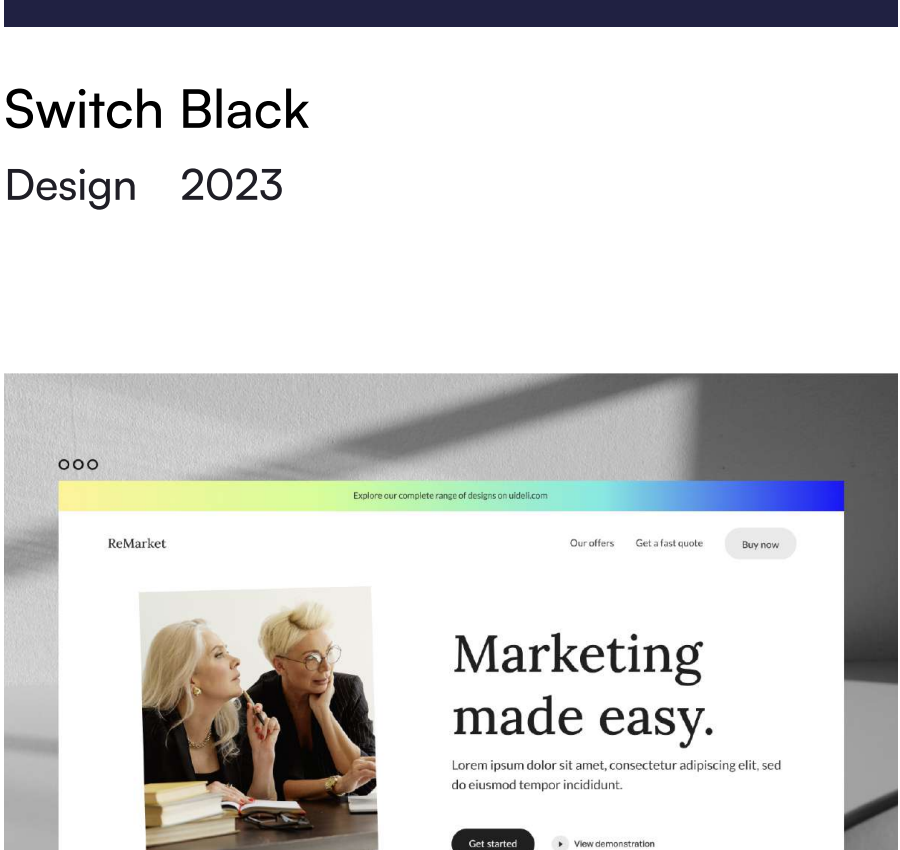 Switch Black
Design 2023
Explore our complete range of designs on uideli.com
ReMarket
Our offers Get a fast quote Buy now
Marketing
made easy.
Lorem ipsum dolor sit amet, consectetur adipiscing elit, sed
do eiusmod tempor incididunt.
Get started View demonstration